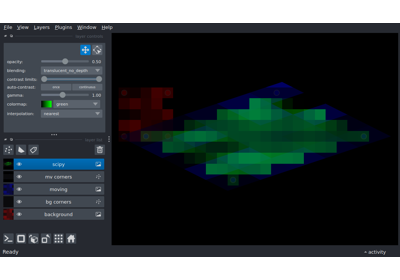 File View Layers Plugins Window Help
opacity: 0.50
blending: translucent_no_depth
contrast limits:
auto-contrast: once continuous
gamma: 1.00
colormap: green
interpolation: nearest
scipy
mv corners
moving
bg corners
background
Ready
activity